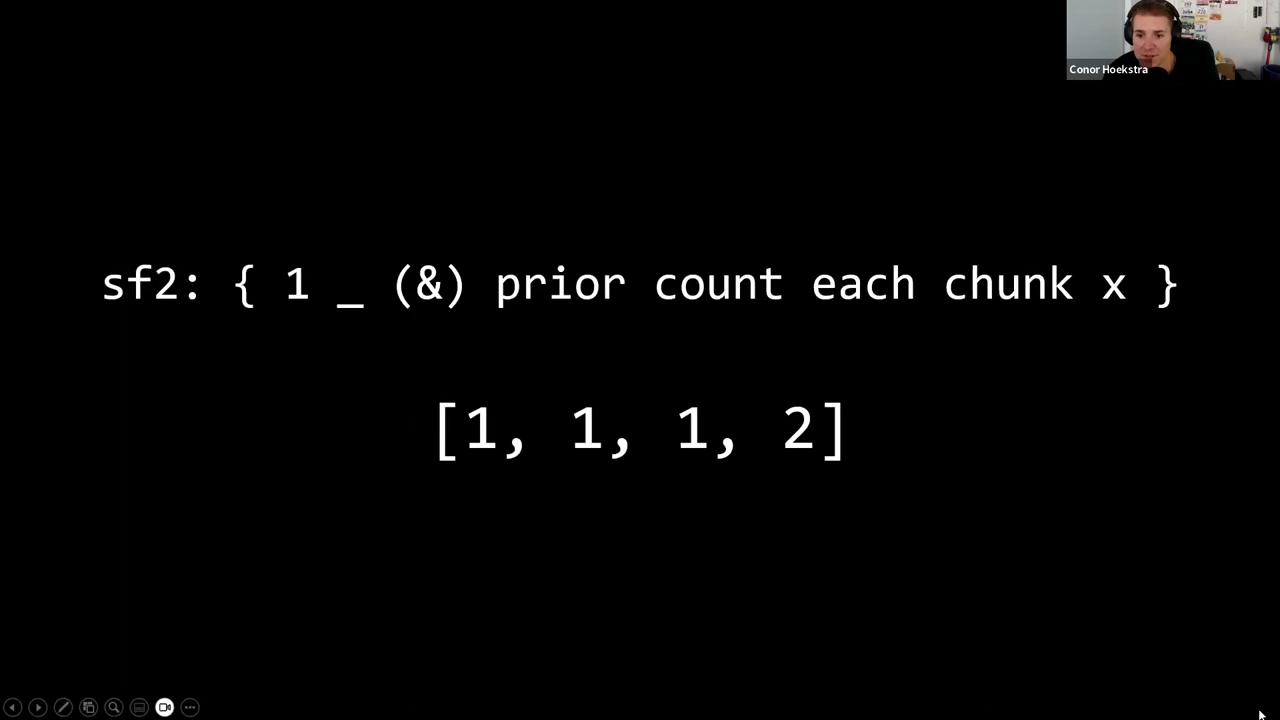 Conor Hoekstra
sf2: { 1 _ (&) prior count each chunk x }
[1, 1, 1, 2]